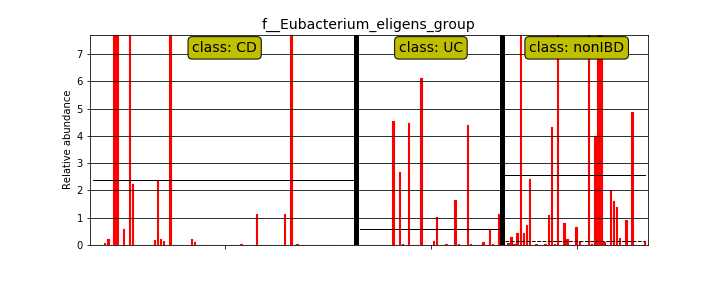 f__Eubacterium_eligens_group
class: CD
class: UC
class: nonIBD
Relative abundance
7
6
5
4
3
2
1
0